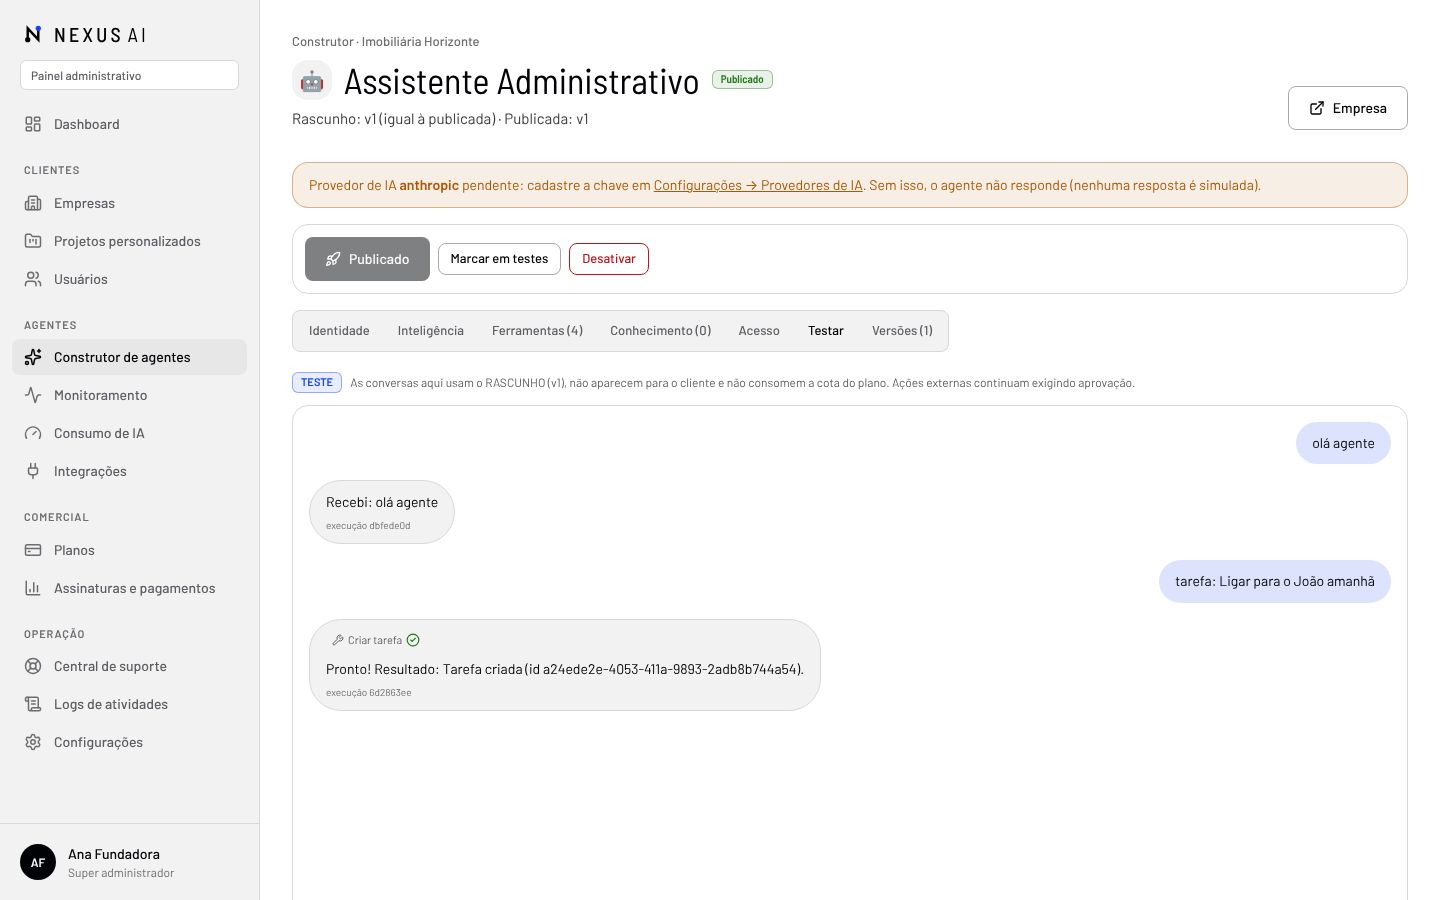 NEXUS AI
Painel administrativo
Dashboard
CLIENTES
Empresas
Projetos personalizados
Usuários
AGENTES
Construtor de agentes
Monitoramento
Consumo de IA
Integrações
COMERCIAL
Planos
Assinaturas e pagamentos
OPERAÇÃO
Central de suporte
Logs de atividades
Configurações
AF
Ana Fundadora
Super administrador
Construtor · Imobiliária Horizonte
Assistente Administrativo
Publicado
Rascunho: v1 (igual à publicada) · Publicada: v1
Empresa
Provedor de IA anthropic pendente: cadastre a chave em Configurações → Provedores de IA. Sem isso, o agente não responde (nenhuma resposta é simulada).
Publicado
Marcar em testes
Desativar
Identidade
Inteligência
Ferramentas (4)
Conhecimento (0)
Acesso
Testar
Versões (1)
TESTE
As conversas aqui usam o RASCUNHO (v1), não aparecem para o cliente e não consomem a cota do plano. Ações externas continuam exigindo aprovação.
olá agente
Recebi: olá agente
execução dbfede0d
tarefa: Ligar para o João amanhã
Criar tarefa
Pronto! Resultado: Tarefa criada (id a24ede2e-4053-411a-9893-2adb8b744a54).
execução 6d2863ee